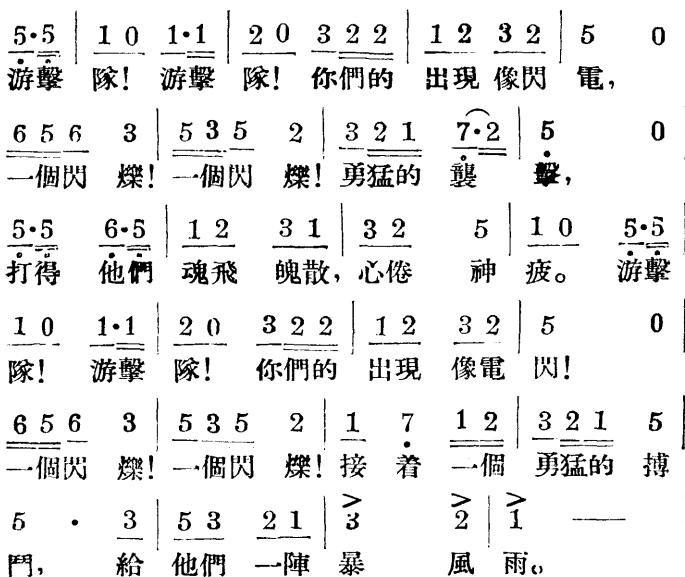 5·5 | 1 0 1·1 | 2 0 3 2 2 | 1 2 3 2 | 5 0
游擊 隊！ 游擊 隊！ 你們的 出現 像閃 電，
6 5 6 3 | 5 3 5 2 | 3 2 1 7·2 | 5 0
一個閃 爍！ 一個閃 爍！ 勇猛的 襲 擊，
5·5 6·5 | 1 2 3 1 | 3 2 5 | 1 0 5·5
打得 他們 魂飛 魄散，心倦 神 疲。 游擊
1 0 1·1 | 2 0 3 2 2 | 1 2 3 2 | 5 0
隊！ 游擊 隊！ 你們的 出現 像電 閃！
6 5 6 3 | 5 3 5 2 | 1 7 1 2 | 3 2 1 5
一個閃 爍！ 一個閃 爍！ 接 着 一個 勇猛的 搏
5 · 3 | 5 3 2 1 | 3 2 | 1 —
鬥， 給 他們 一陣 暴 風 雨。